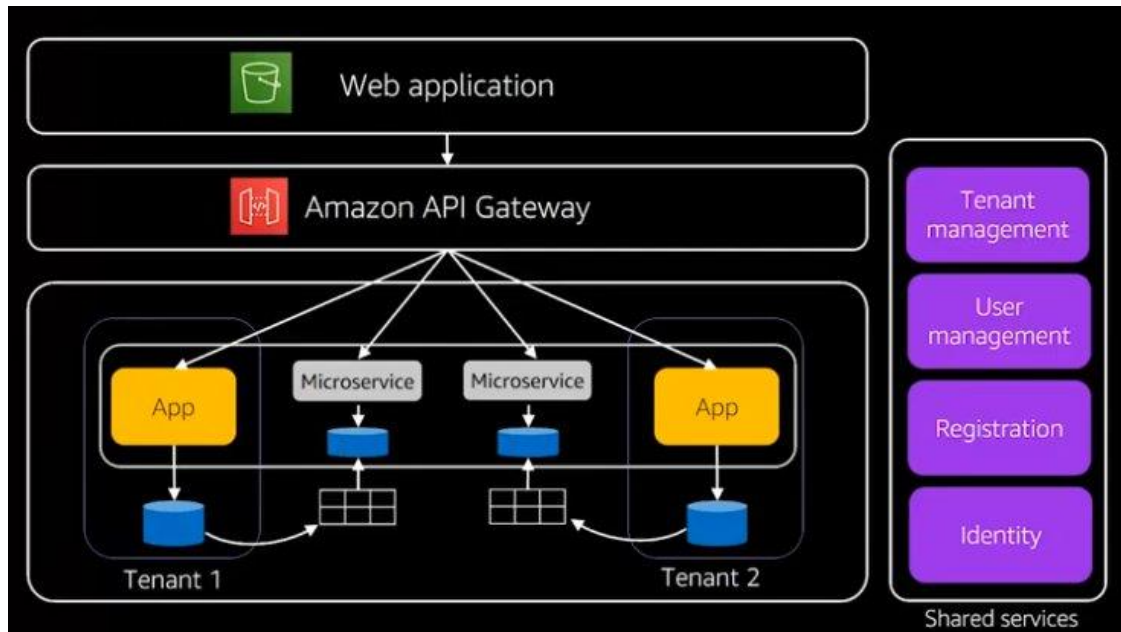 Web application
Amazon API Gateway
App
Microservice
Microservice
App
Tenant 1
Tenant 2
Tenant
management
User
management
Registration
Identity
Shared services